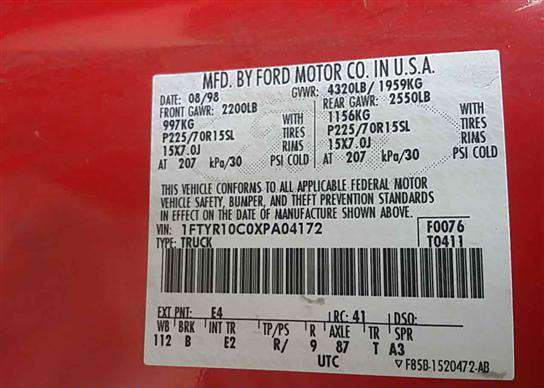 MFD. BY FORD MOTOR CO. IN U.S.A.
DATE: 08/98 GVWR: 4320LB/ 1959KG
FRONT GAWR: 2200LB REAR GAWR: 2550LB
997KG WITH 1156KG WITH
P225/70R15SL TIRES P225/70R15SL TIRES
15X7.0J RIMS 15X7.0J RIMS
AT 207 kPa/30 PSI COLD AT 207 kPa/30 PSI COLD
THIS VEHICLE CONFORMS TO ALL APPLICABLE FEDERAL MOTOR
VEHICLE SAFETY, BUMPER, AND THEFT PREVENTION STANDARDS
IN EFFECT ON THE DATE OF MANUFACTURE SHOWN ABOVE.
VIN: 1FTYR10C0XPA04172 F0076
TYPE: TRUCK T0411
EXT PNT: E4 RC: 41 DSO:
WB BRK INT TR TP/PS R AXLE TR SPR
112 B E2 R/ 9 87 T A3
UTC F85B-1520472-AB